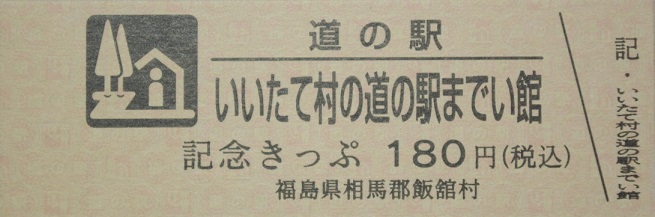 道の駅
いいたて村の道の駅までい館
記念きっぷ 180円(税込)
福島県相馬郡飯舘村
記・いいたて村の道の駅までい館